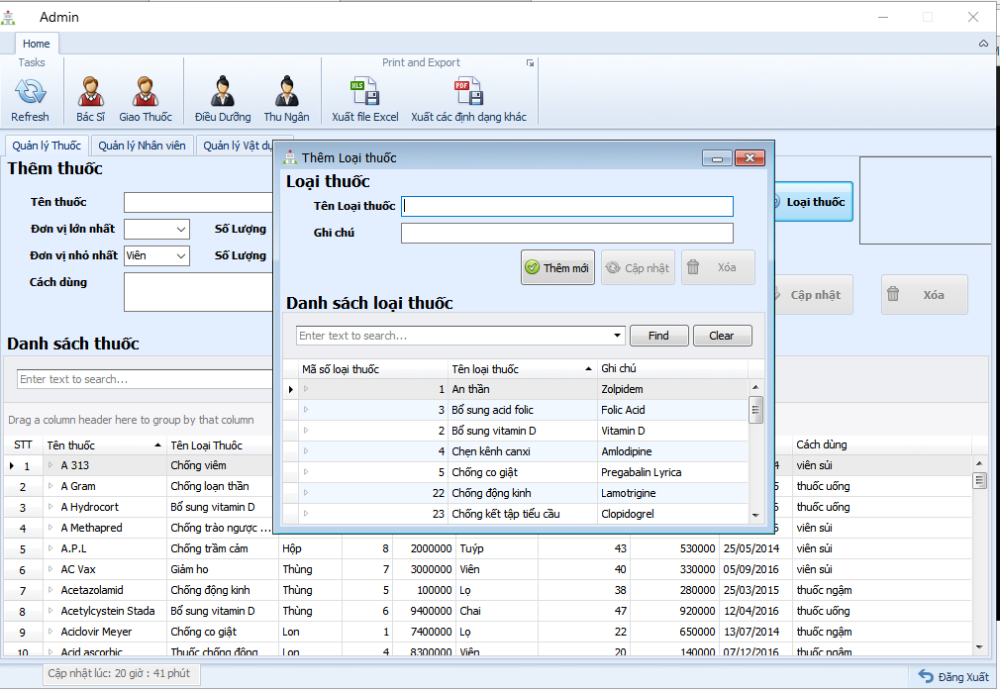 Admin
Home
Tasks
Print and Export
Refresh
Bác Sĩ
Giao Thuốc
Điều Dưỡng
Thu Ngân
Xuất file Excel
Xuất các định dạng khác
Quản lý Thuốc
Quản lý Nhân viên
Quản lý Vật
Thêm thuốc
Tên thuốc
Đơn vị lớn nhất
Số Lượng
Đơn vị nhỏ nhất
Viên
Số Lượng
Cách dùng
Loại thuốc
Cập nhật
Xóa
Thêm Loại thuốc
Loại thuốc
Tên Loại thuốc
Ghi chú
Thêm mới
Cập nhật
Xóa
Danh sách loại thuốc
Enter text to search...
Find
Clear
Mã số loại thuốc Tên loại thuốc Ghi chú
1 An thần Zolpidem
3 Bổ sung acid folic Folic Acid
2 Bổ sung vitamin D Vitamin D
4 Chẹn kênh canxi Amlodipine
5 Chống co giật Pregabalin Lyrica
22 Chống động kinh Lamotrigine
23 Chống kết tập tiểu cầu Clopidogrel
Danh sách thuốc
Enter text to search...
Drag a column header here to group by that column
STT Tên thuốc Tên Loại Thuốc Cách dùng
1 A 313 Chống viêm 4 viên sủi
2 A Gram Chống loạn thần thuốc uống
3 A Hydrocort Bổ sung vitamin D thuốc uống
4 A Methapred Chống trào ngược ... viên sủi
5 A.P.L Chống trầm cảm Hộp 8 2000000 Tuýp 43 530000 25/05/2014 viên sủi
6 AC Vax Giảm ho Thùng 7 3000000 Viên 40 330000 05/09/2016 viên sủi
7 Acetazolamid Chống động kinh Thùng 5 100000 Lọ 38 280000 25/03/2015 thuốc ngậm
8 Acetylcystein Stada Bổ sung vitamin D Thùng 6 9400000 Chai 47 920000 12/04/2016 thuốc uống
9 Aciclovir Meyer Chống co giật Lon 1 7400000 Lọ 22 650000 13/07/2014 thuốc ngậm
10 Acid ascorbic Thuốc chống động Lon 4 8300000 Viên 20 140000 07/12/2016 thuốc ngậm
Cập nhật lúc: 20 giờ : 41 phút
Đăng Xuất